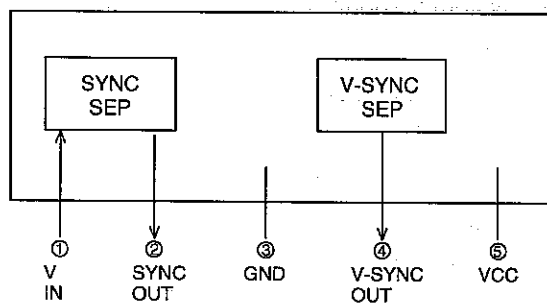 SYNC
SEP
V-SYNC
SEP
① ② ③ ④ ⑤
V
IN
SYNC
OUT
GND
V-SYNC
OUT
VCC